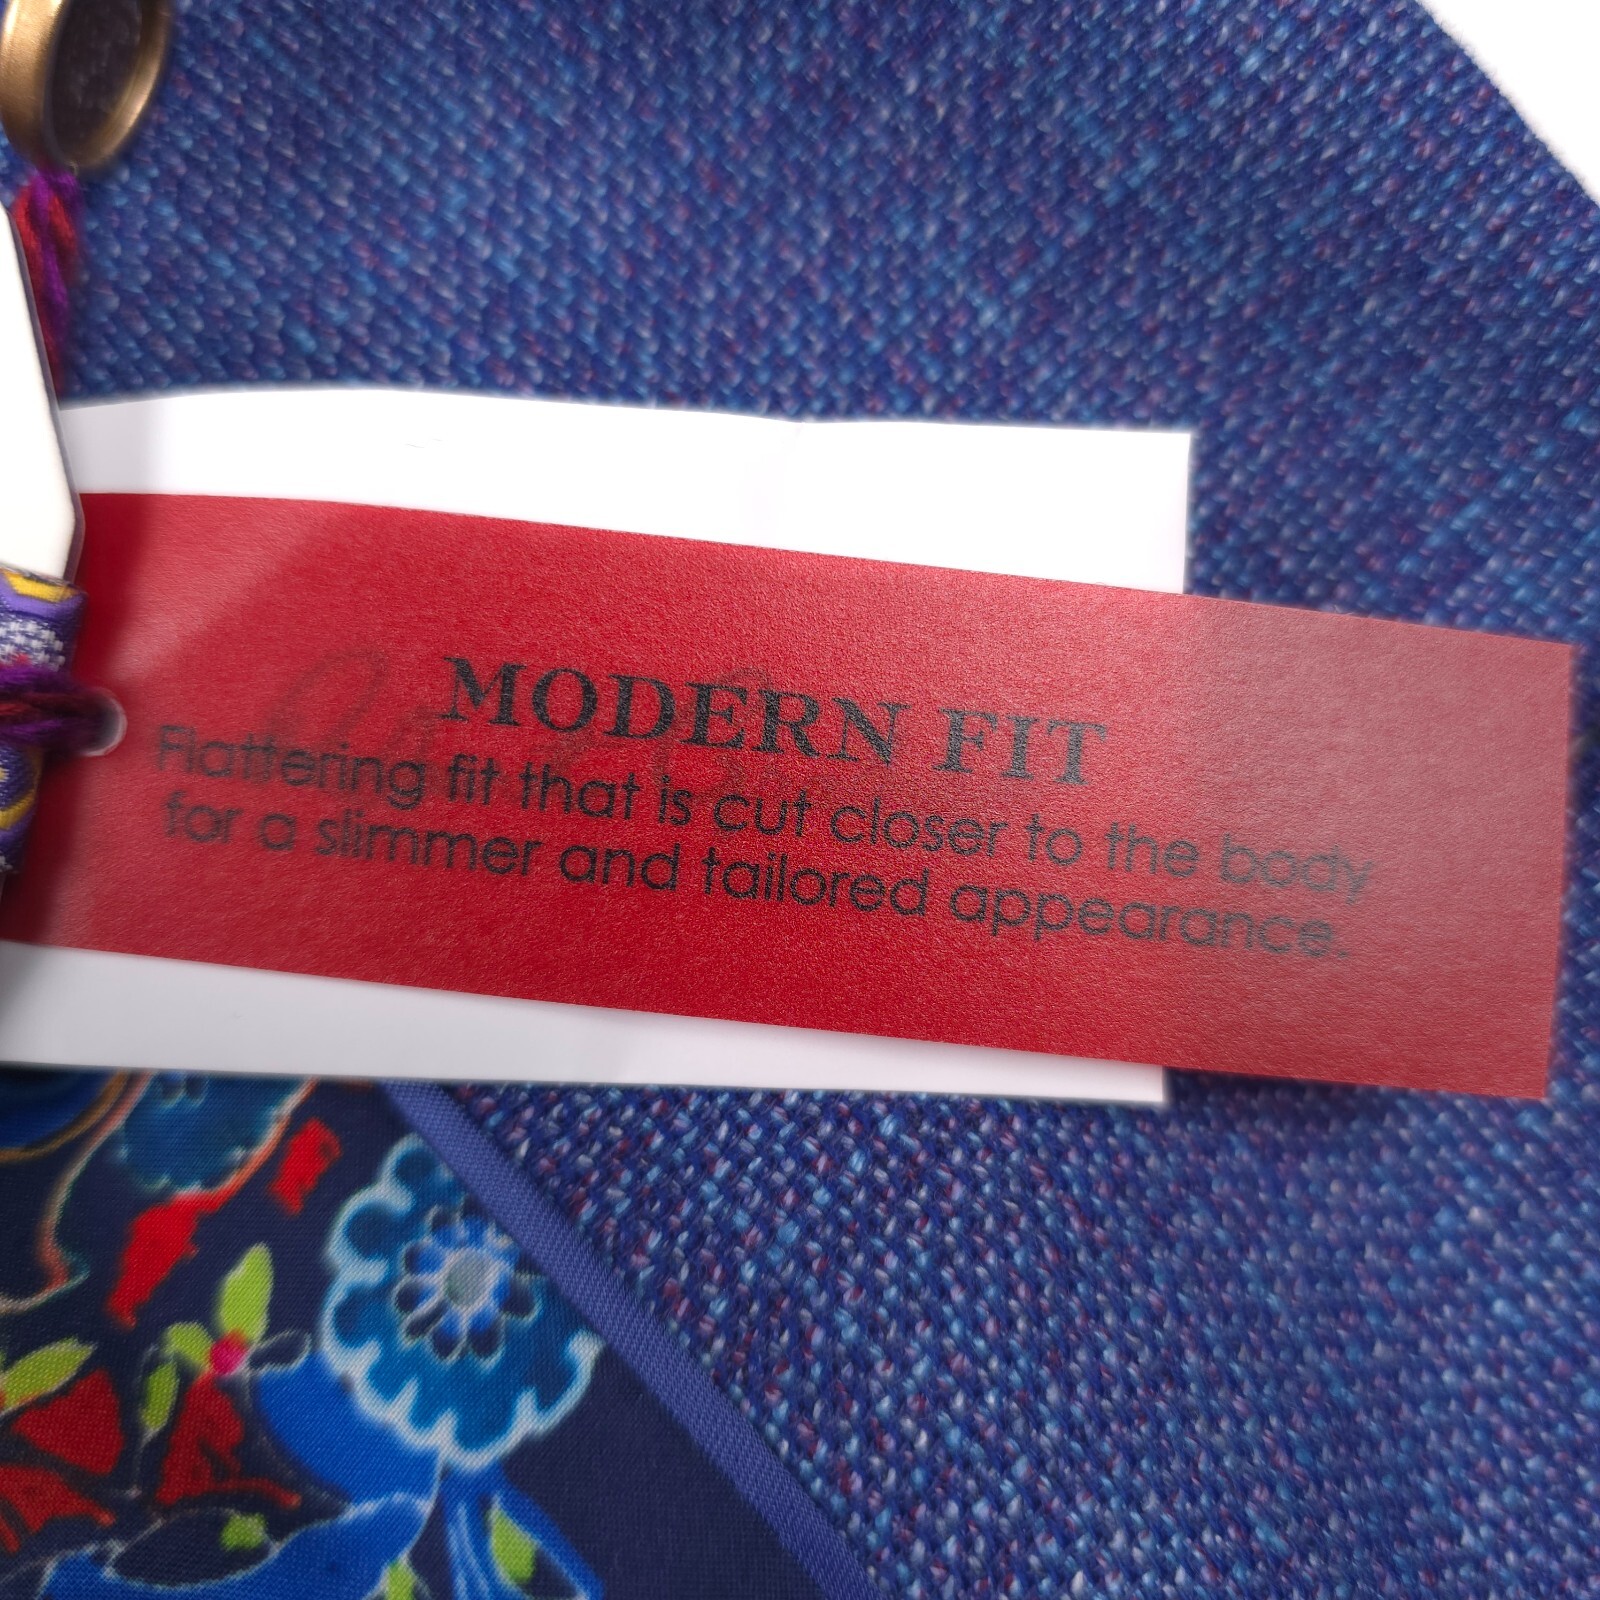 MODERN FIT
Flattering fit that is cut closer to the body
for a slimmer and tailored appearance.